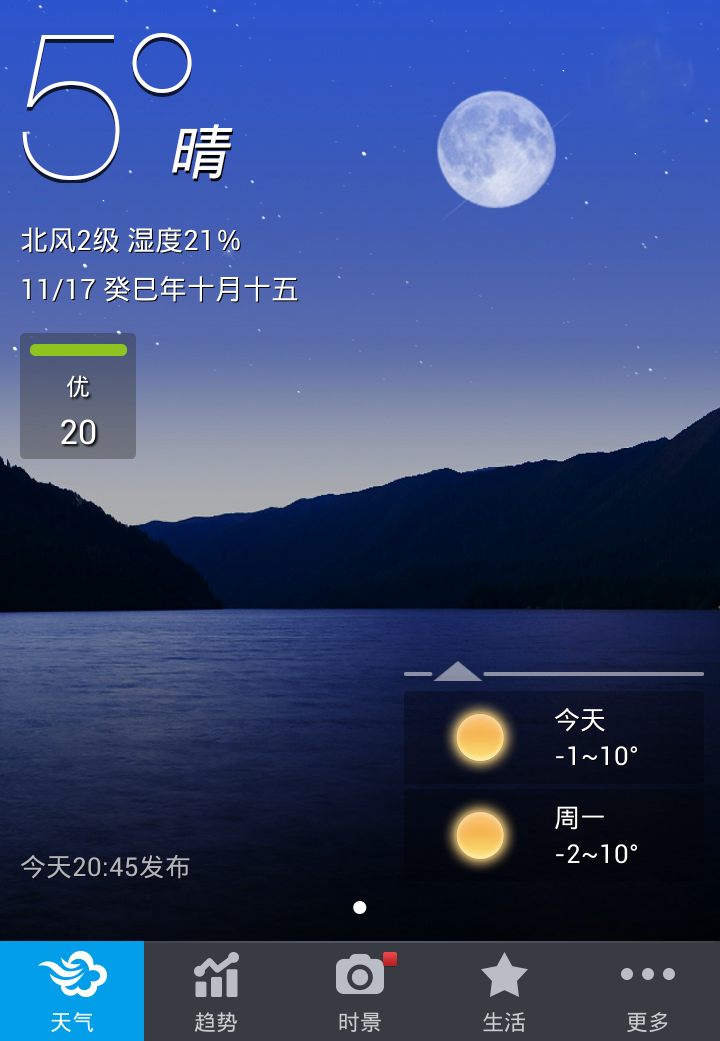 5°
晴
北风2级 湿度21%
11/17 癸巳年十月十五
优
20
今天
-1~10°
周一
-2~10°
今天20:45发布
天气
趋势
时景
生活
更多